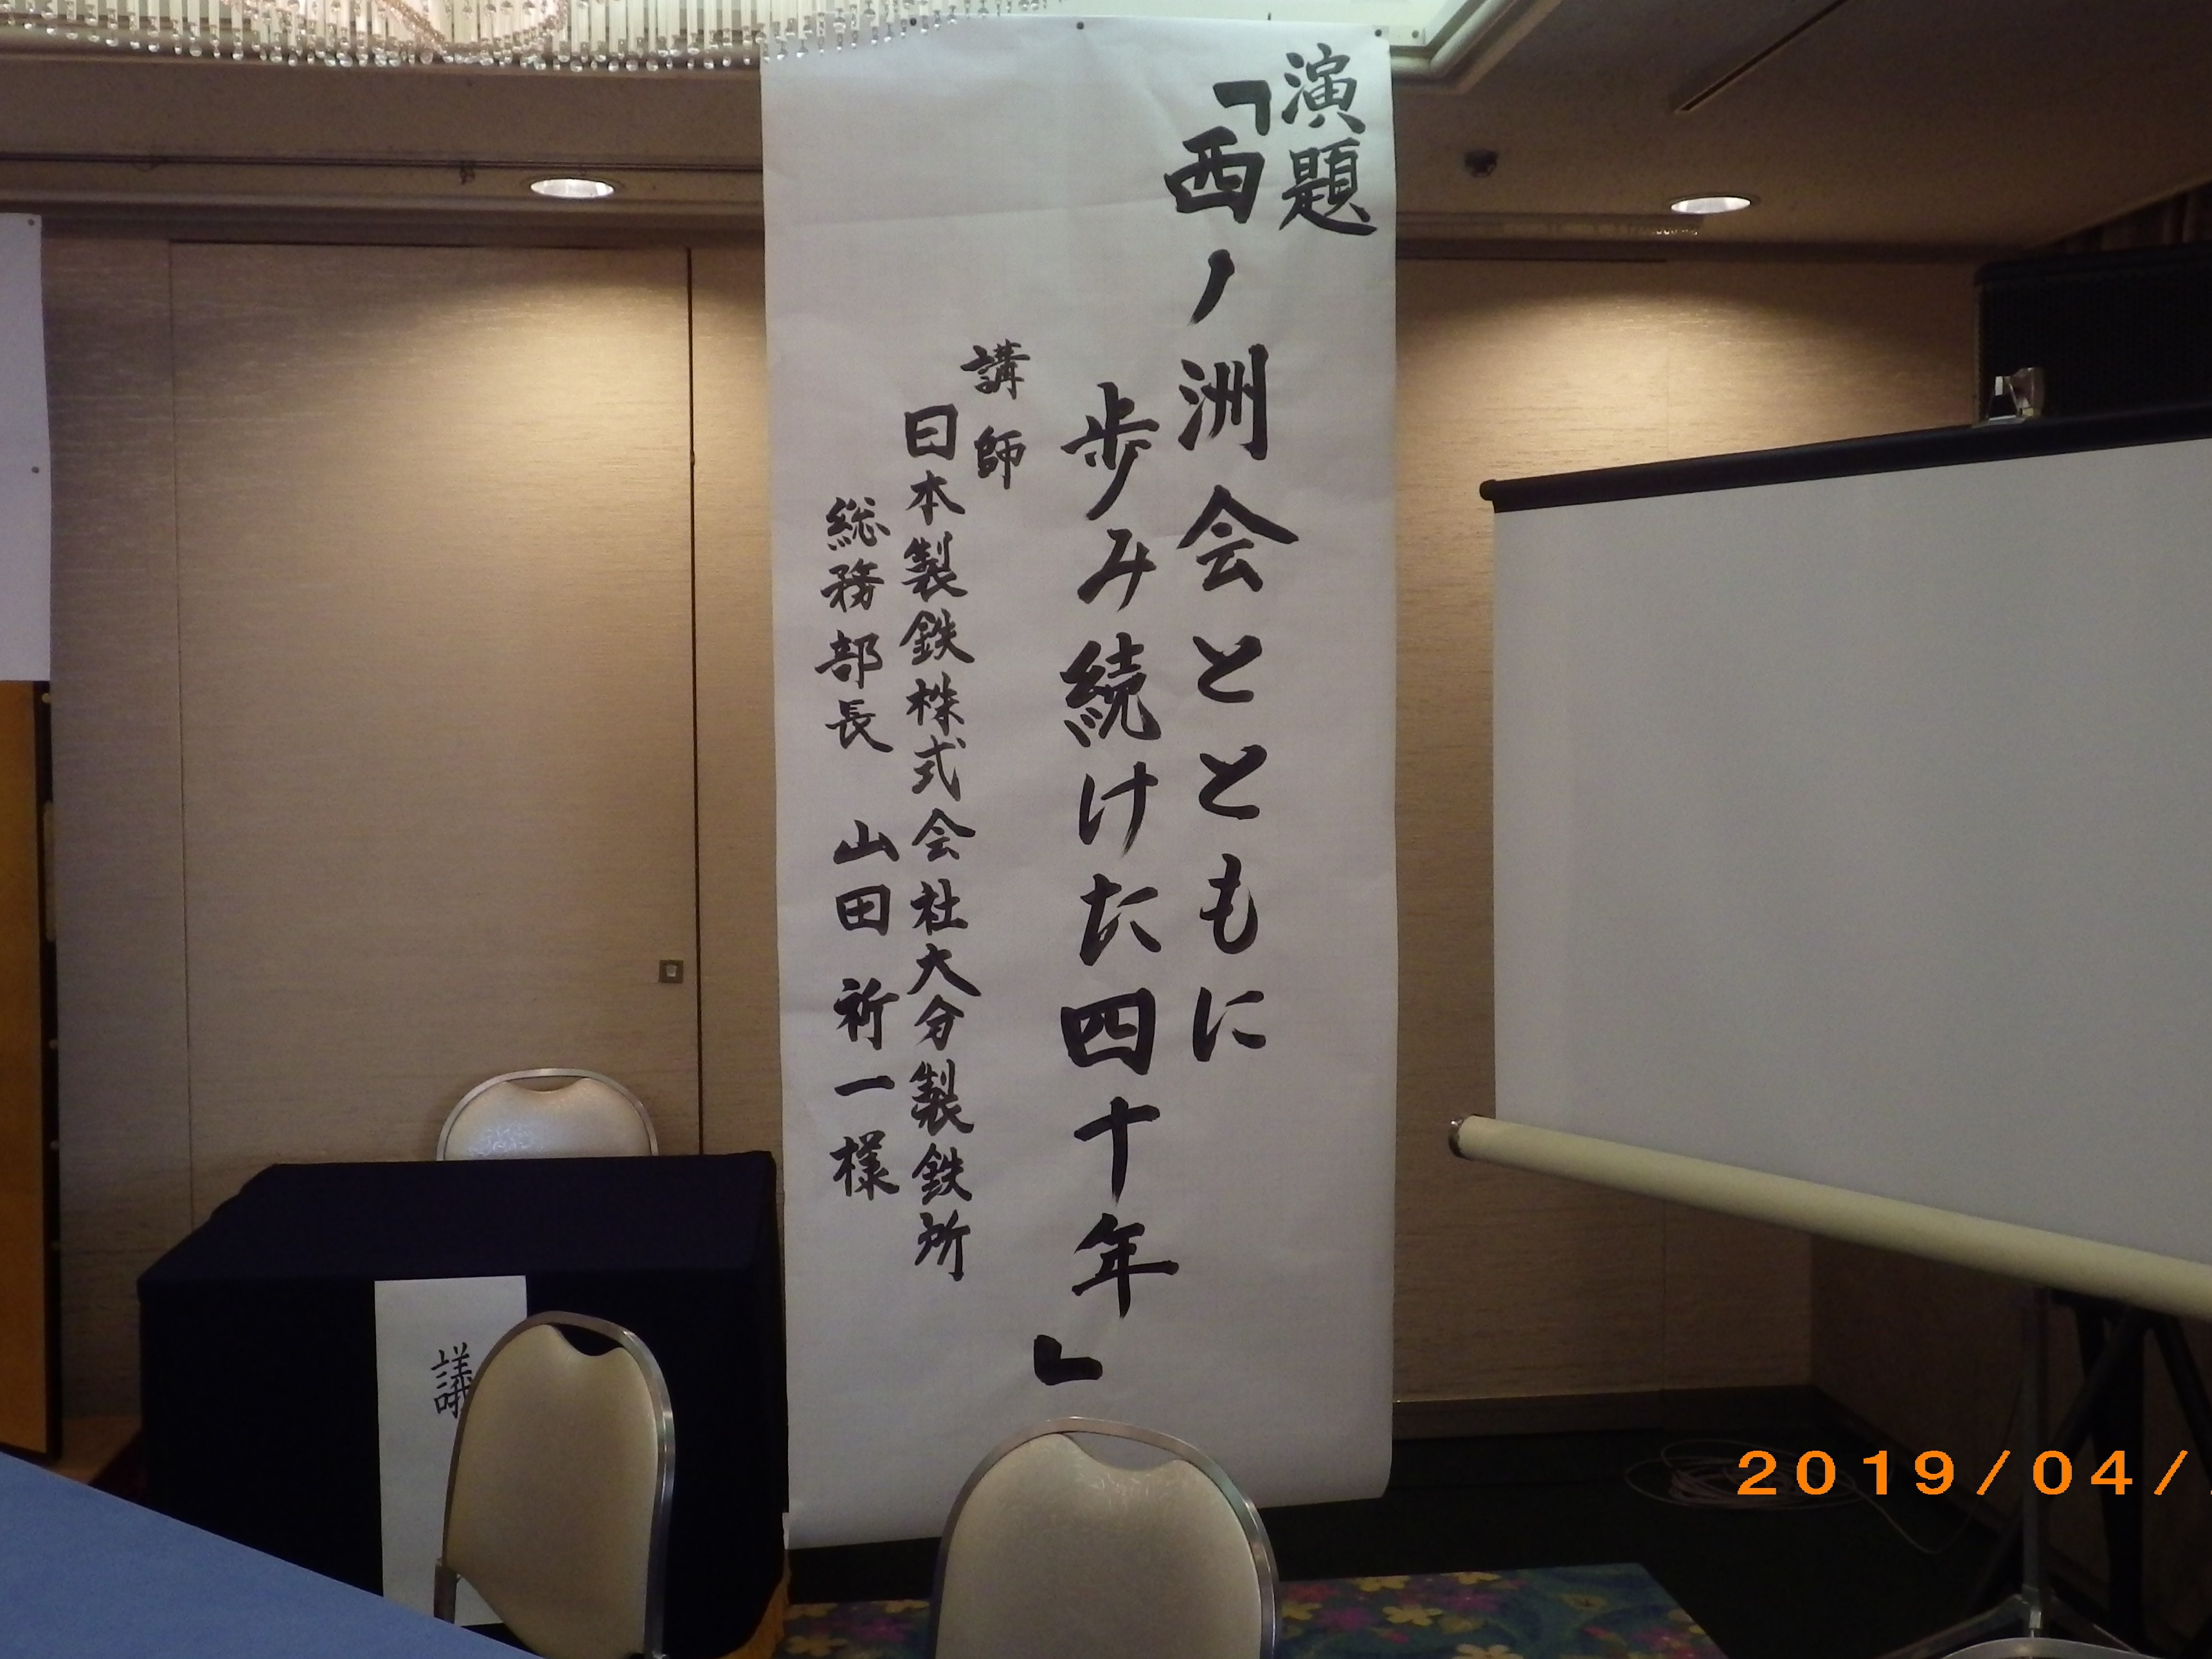 演題
「西ノ洲会とともに
歩み続けた四十年」
講師
日本製鉄株式会社大分製鉄所
総務部長 山田祈一様
議
2019/04/